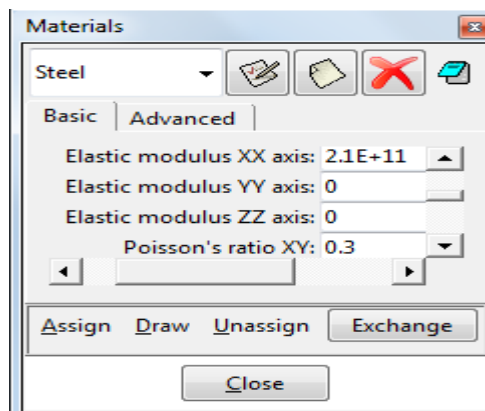 Materials
Steel
Basic Advanced
Elastic modulus XX axis: 2.1E+11
Elastic modulus YY axis: 0
Elastic modulus ZZ axis: 0
Poisson's ratio XY: 0.3
Assign Draw Unassign Exchange
Close